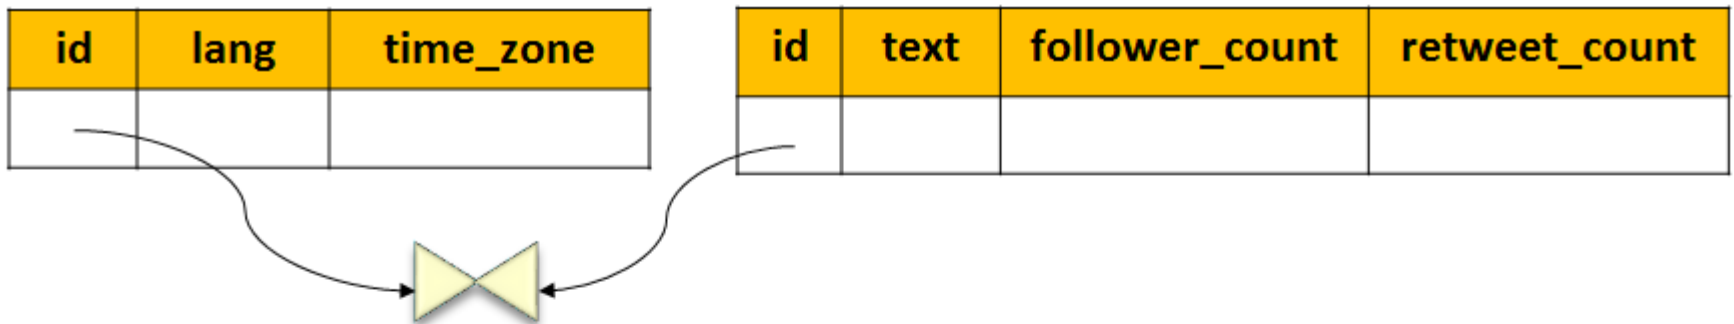 id lang time_zone
id text follower_count retweet_count